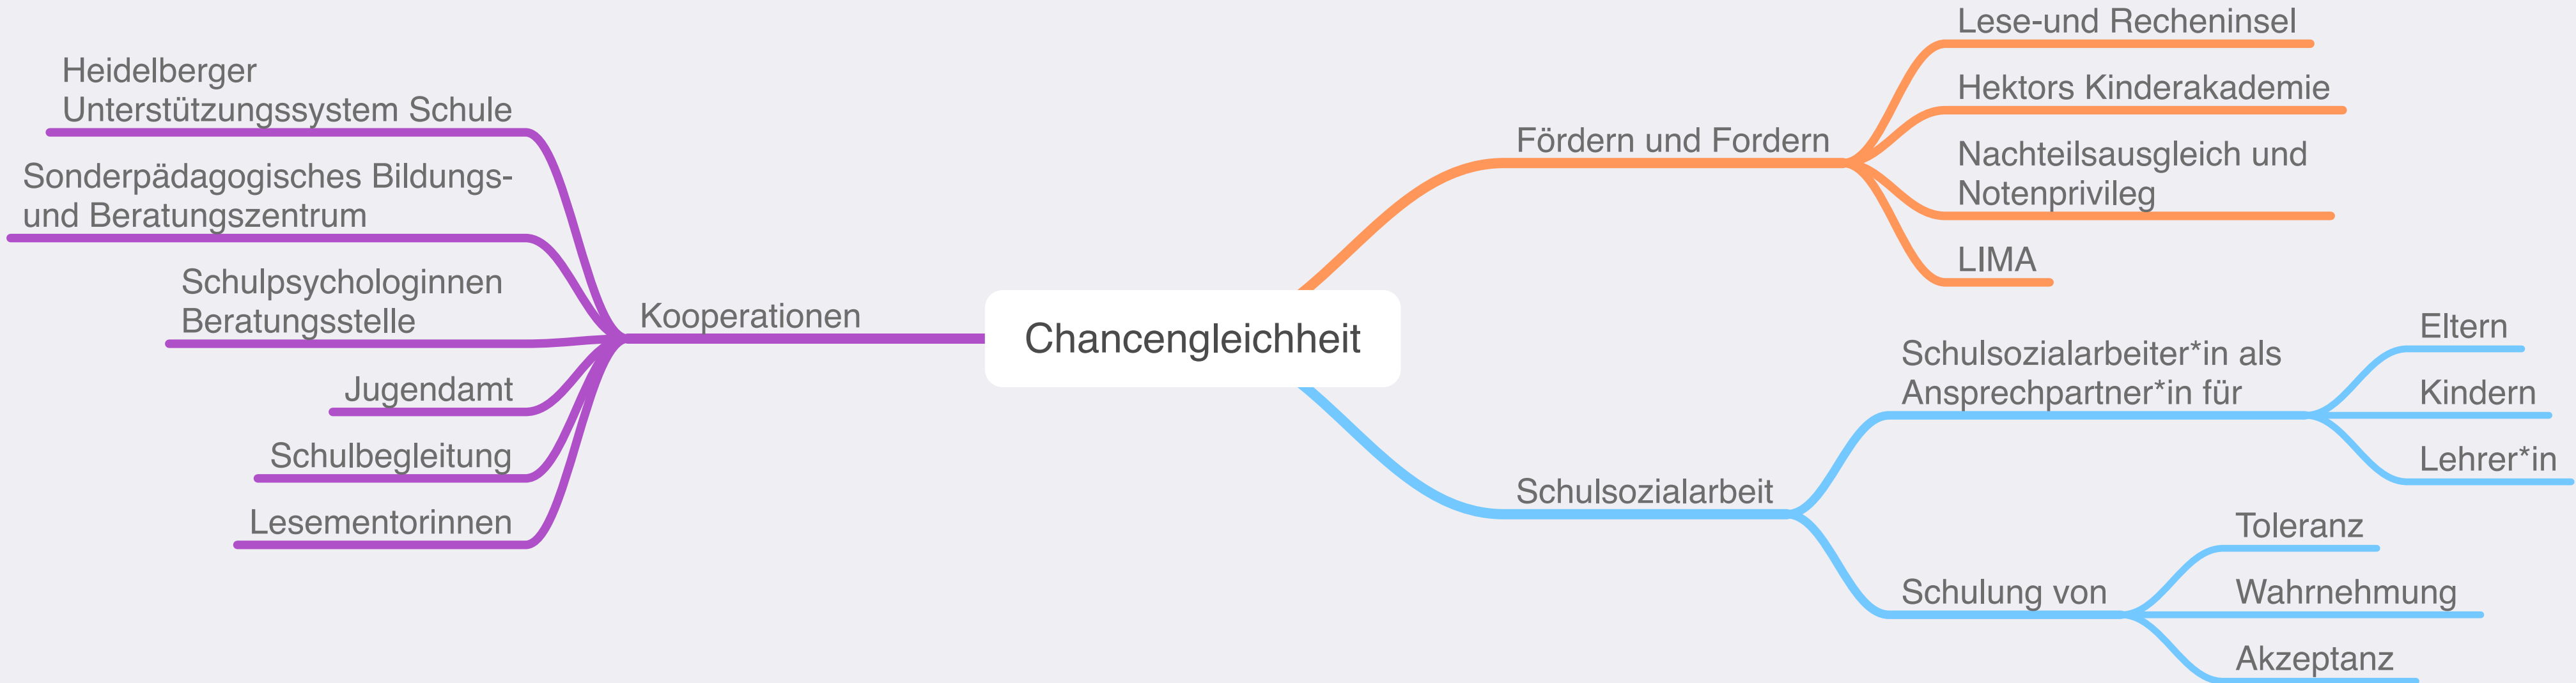 Heidelberger
Unterstützungssystem Schule
Sonderpädagogisches Bildungs-
und Beratungszentrum
Schulpsychologinnen
Beratungsstelle
Jugendamt
Schulbegleitung
Lesementorinnen
Kooperationen
Chancengleichheit
Fördern und Fordern
Lese-und Recheninsel
Hektors Kinderakademie
Nachteilsausgleich und
Notenprivileg
LIMA
Schulsozialarbeit
Schulsozialarbeiter*in als
Ansprechpartner*in für
Eltern
Kindern
Lehrer*in
Schulung von
Toleranz
Wahrnehmung
Akzeptanz